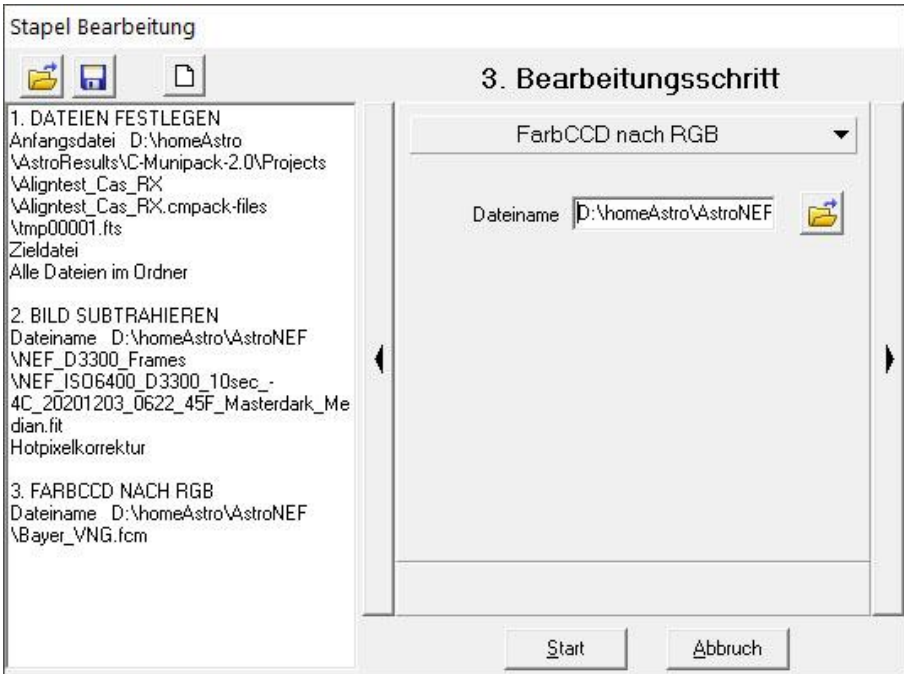 Stapel Bearbeitung
3. Bearbeitungsschritt
1. DATEIEN FESTLEGEN
Anfangsdatei D:\homeAstro
\AstroResults\C-Munipack-2.0\Projects
\Aligntest_Cas_RX
\Aligntest_Cas_RX.cmpack-files
\tmp00001.fts
Zieldatei
Alle Dateien im Ordner
2. BILD SUBTRAHIEREN
Dateiname D:\homeAstro\AstroNEF
\NEF_D3300_Frames
\NEF_ISO6400_D3300_10sec_-
4C_20201203_0622_45F_Masterdark_Me
dian.fit
Hotpixelkorrektur
3. FARBCCD NACH RGB
Dateiname D:\homeAstro\AstroNEF
\Bayer_VNG.fcm
FarbCCD nach RGB
Dateiname D:\homeAstro\AstroNEF
Start Abbruch